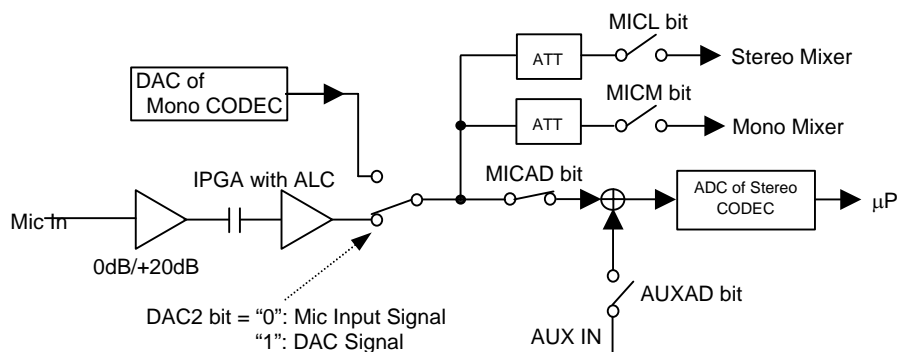 MICL bit
ATT
Stereo Mixer
DAC of
Mono CODEC
MICM bit
ATT
Mono Mixer
IPGA with ALC
MICAD bit
ADC of Stereo
CODEC
μP
Mic In
0dB/+20dB
AUXAD bit
DAC2 bit = “0”: Mic Input Signal
“1”: DAC Signal
AUX IN